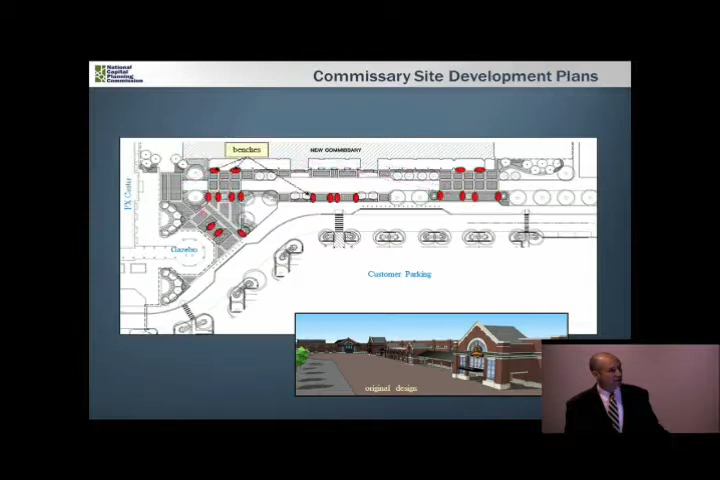 National
Capital
Planning
Commission
Commissary Site Development Plans
benches
NEW COMMISSARY
PX Center
Gazebo
Customer Parking
original design